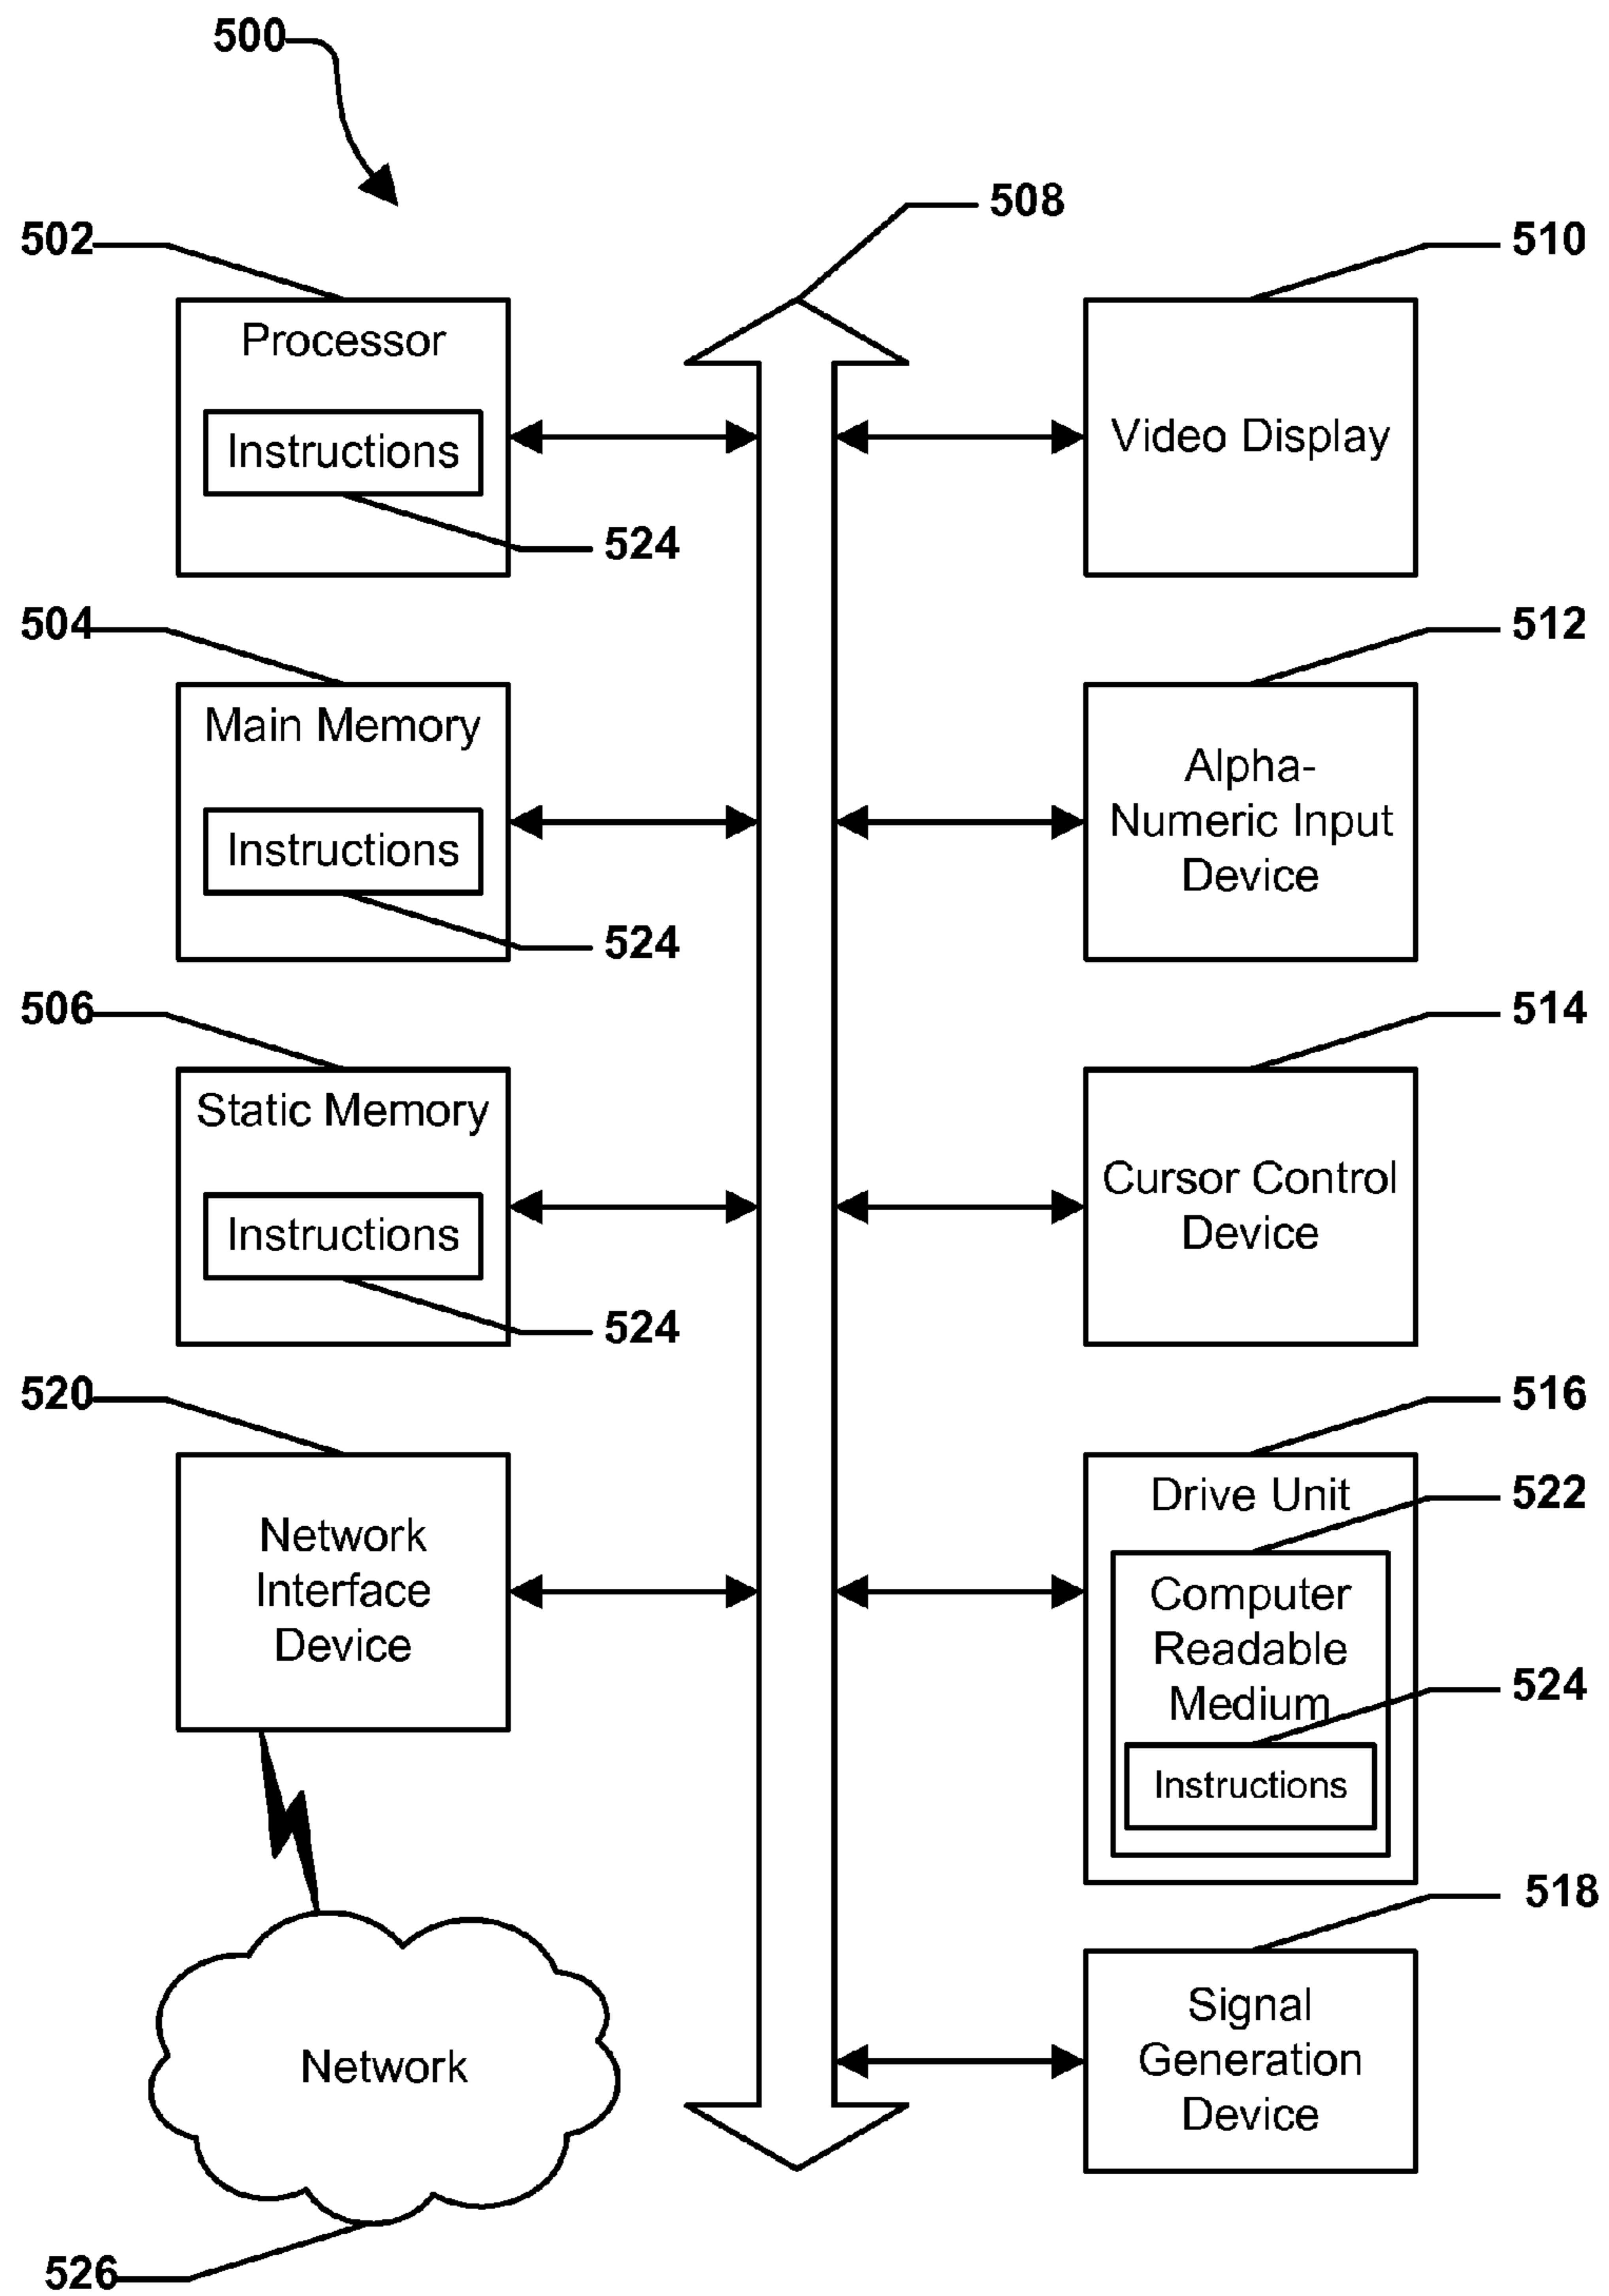 500
508
502
510
Processor
Instructions
524
Video Display
504
512
Main Memory
Instructions
524
Alpha-
Numeric Input
Device
506
514
Static Memory
Instructions
524
Cursor Control
Device
520
516
Network
Interface
Device
Drive Unit
522
Computer
Readable
Medium
524
Instructions
518
Signal
Generation
Device
Network
526